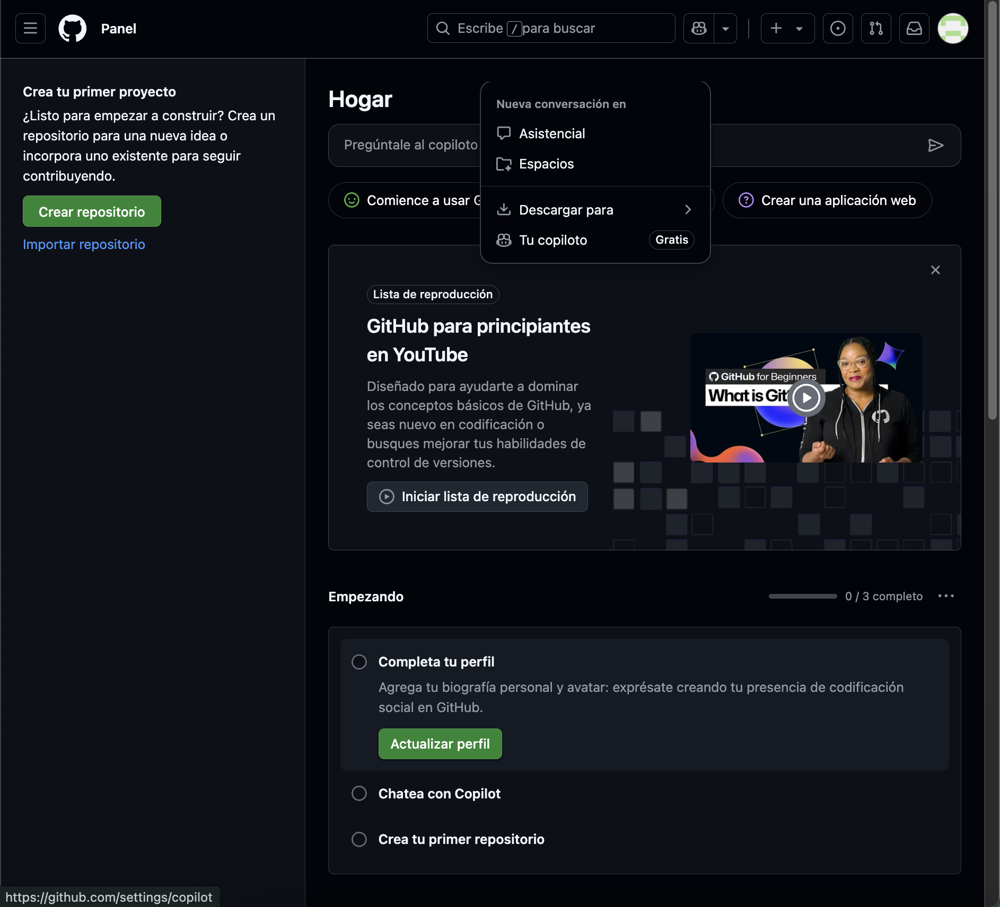 Panel
Escribe / para buscar
Crea tu primer proyecto
¿Listo para empezar a construir? Crea un
repositorio para una nueva idea o
incorpora uno existente para seguir
contribuyendo.
Crear repositorio
Importar repositorio
Hogar
Pregúntale al copiloto
Nueva conversación en
Asistencial
Espacios
Descargar para
Tu copiloto Gratis
Comience a usar
Crear una aplicación web
Lista de reproducción
GitHub para principiantes
en YouTube
Diseñado para ayudarte a dominar
los conceptos básicos de GitHub, ya
seas nuevo en codificación o
busques mejorar tus habilidades de
control de versiones.
Iniciar lista de reproducción
GitHub for Beginners
What is Git
Empezando
0 / 3 completo
Completa tu perfil
Agrega tu biografía personal y avatar: exprésate creando tu presencia de codificación
social en GitHub.
Actualizar perfil
Chatea con Copilot
Crea tu primer repositorio
https://github.com/settings/copilot